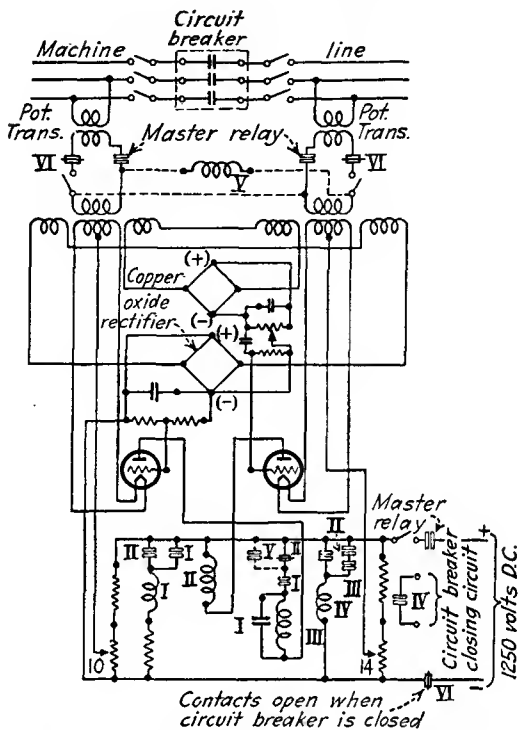 Circuit
breaker
Machine
line
Pot.
Trans.
Master relay
Pot.
Trans.
VI
V
VI
(+)
Copper-
oxide
rectifier
(-)
(+)
(-)
II
I
I
II
V
II
I
I
III
II
III
IV
10
14
Master
relay
+
IV
Circuit breaker
closing circuit
1250 volts D.C.
VI
-
Contacts open when
circuit breaker is closed